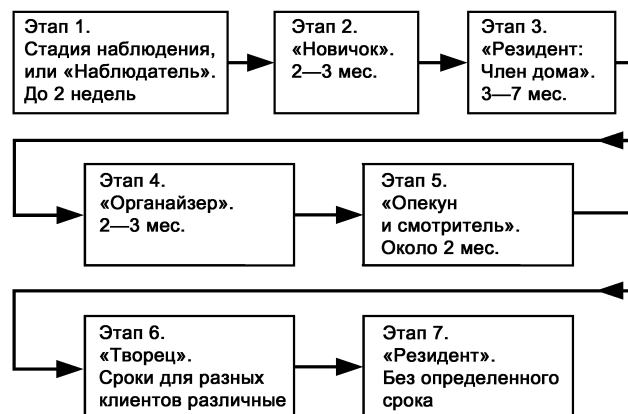 Этап 1.
Стадия наблюдения,
или «Наблюдатель».
До 2 недель
Этап 2.
«Новичок».
2—3 мес.
Этап 3.
«Резидент:
Член дома».
3—7 мес.
Этап 4.
«Органайзер».
2—3 мес.
Этап 5.
«Опекун
и смотритель».
Около 2 мес.
Этап 6.
«Творец».
Сроки для разных
клиентов различные
Этап 7.
«Резидент».
Без определенного
срока